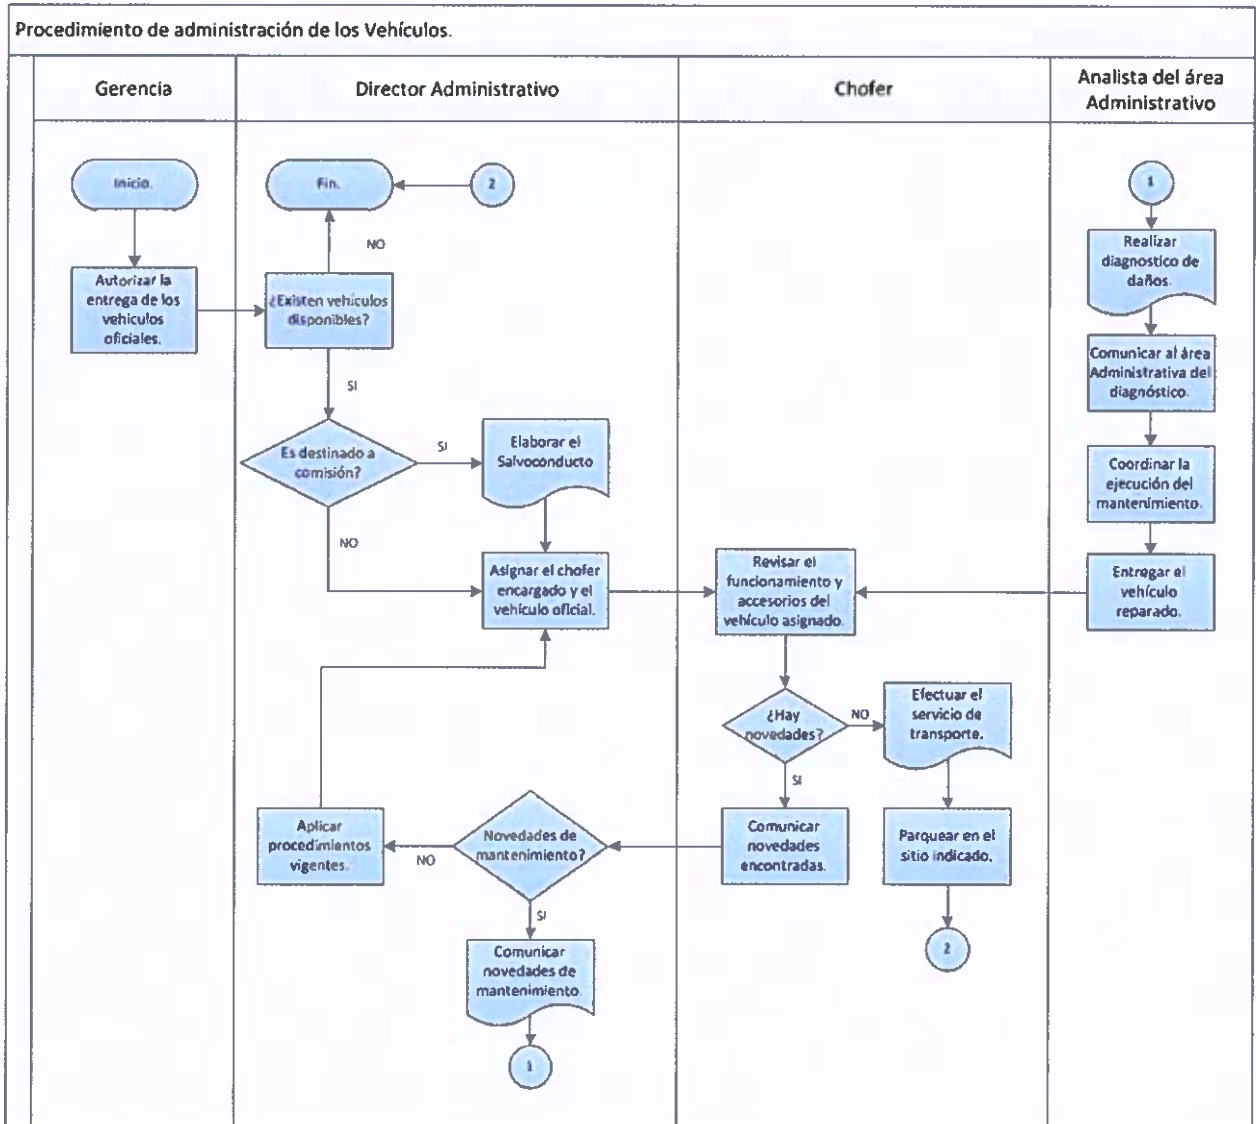 Procedimiento de administración de los Vehículos.
Gerencia
Director Administrativo
Chofer
Analista del área
Administrativo
Inicio.
Fin.
2
1
NO
Autorizar la
entrega de los
vehiculos
oficiales.
¿Existen vehículos
disponibles?
Realizar
diagnostico de
daños.
SI
Comunicar al área
Administrativa del
diagnóstico.
Es destinado a
comisión?
SI
Elaborar el
Salvoconducto
Coordinar la
ejecución del
mantenimiento.
NO
Asignar el chofer
encargado y el
vehículo oficial.
Revisar el
funcionamiento y
accesorios del
vehículo asignado.
Entregar el
vehículo
reparado.
¿Hay
novedades?
NO
Efectuar el
servicio de
transporte.
SI
Aplicar
procedimientos
vigentes.
NO
Novedades de
mantenimiento?
Comunicar
novedades
encontradas.
Parquear en el
sitio indicado.
SI
Comunicar
novedades de
mantenimiento
2
1